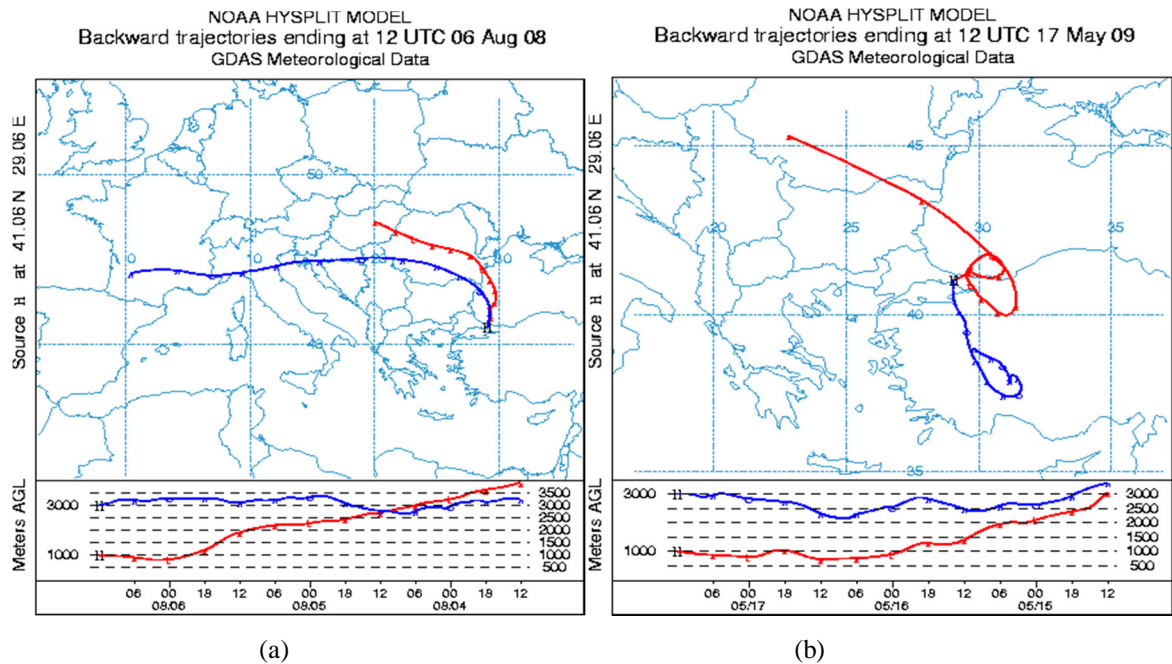 NOAA HYSPLIT MODEL
Backward trajectories ending at 12 UTC 06 Aug 08
GDAS Meteorological Data
Source at 41.06 N 29.06 E
50
0
0
10
20
30
40
Meters AGL
3000
1000
3500
3000
2500
2000
1500
1000
500
06 00 18 12 06 00 18 12 06 00 18 12
08/06 08/05 08/04
(a)
NOAA HYSPLIT MODEL
Backward trajectories ending at 12 UTC 17 May 09
GDAS Meteorological Data
Source at 41.06 N 29.06 E
45
20
25
30
35
40
35
Meters AGL
3000
1000
3000
2500
2000
1500
1000
500
06 00 18 12 06 00 18 12 06 00 18 12
05/17 05/16 05/15
(b)